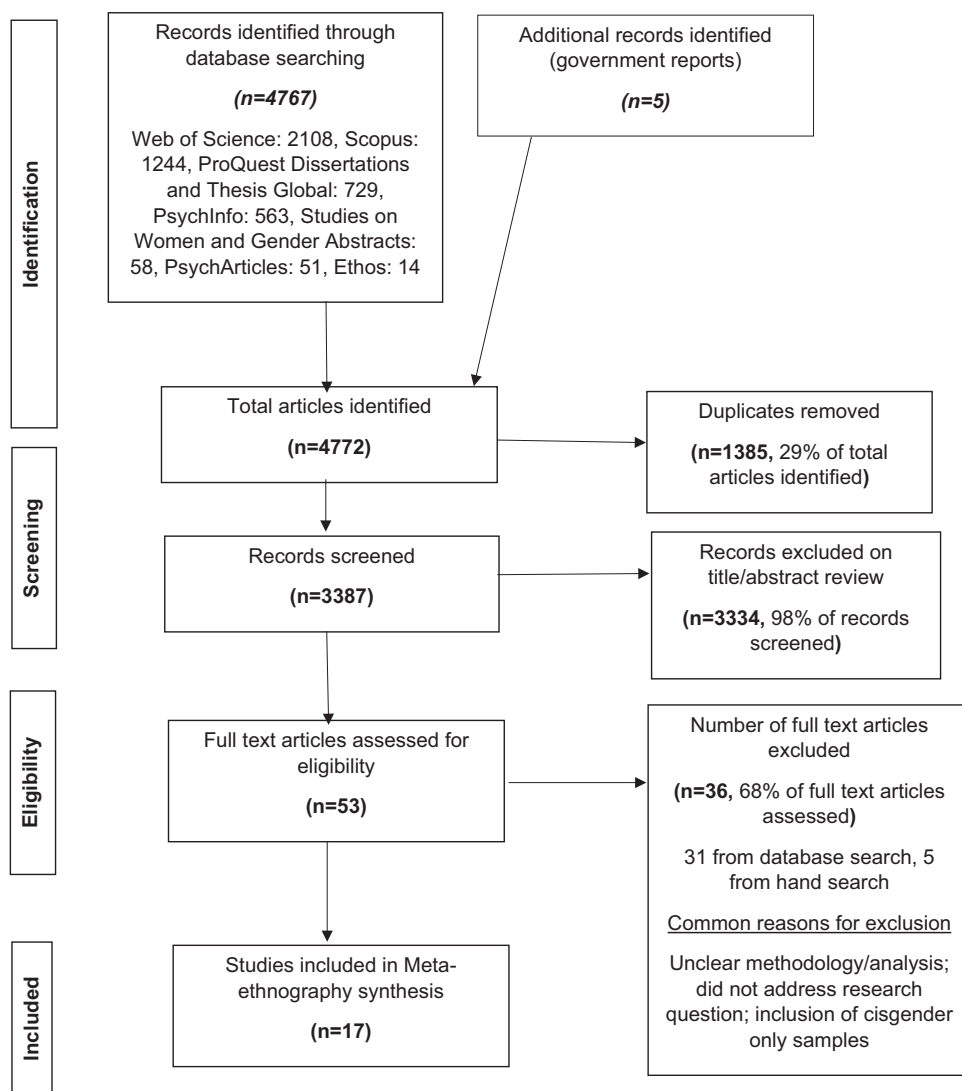 Identification
Records identified through
database searching
(n=4767)
Web of Science: 2108, Scopus:
1244, ProQuest Dissertations
and Thesis Global: 729,
PsychInfo: 563, Studies on
Women and Gender Abstracts:
58, PsychArticles: 51, Ethos: 14
Additional records identified
(government reports)
(n=5)
Total articles identified
(n=4772)
Duplicates removed
(n=1385, 29% of total
articles identified)
Screening
Records screened
(n=3387)
Records excluded on
title/abstract review
(n=3334, 98% of records
screened)
Eligibility
Full text articles assessed for
eligibility
(n=53)
Number of full text articles
excluded
(n=36, 68% of full text articles
assessed)
31 from database search, 5
from hand search
Common reasons for exclusion
Unclear methodology/analysis;
did not address research
question; inclusion of cisgender
only samples
Included
Studies included in Meta-
ethnography synthesis
(n=17)